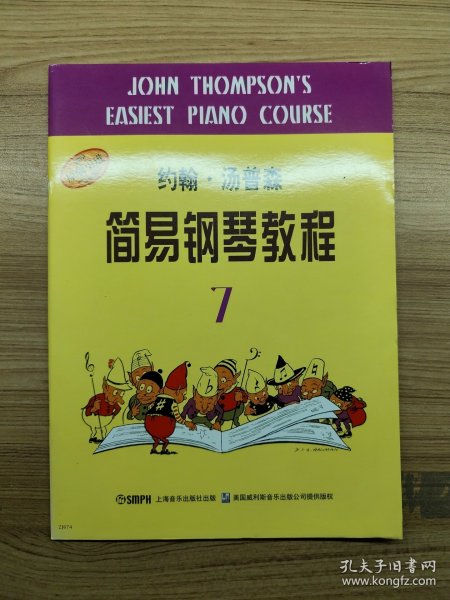 JOHN THOMPSON'S
EASIEST PIANO COURSE
约翰·汤普森
简易钢琴教程
7
SMPH 上海音乐出版社出版 美国威利斯音乐出版公司提供版权
孔夫子旧书网
www.kongfz.com